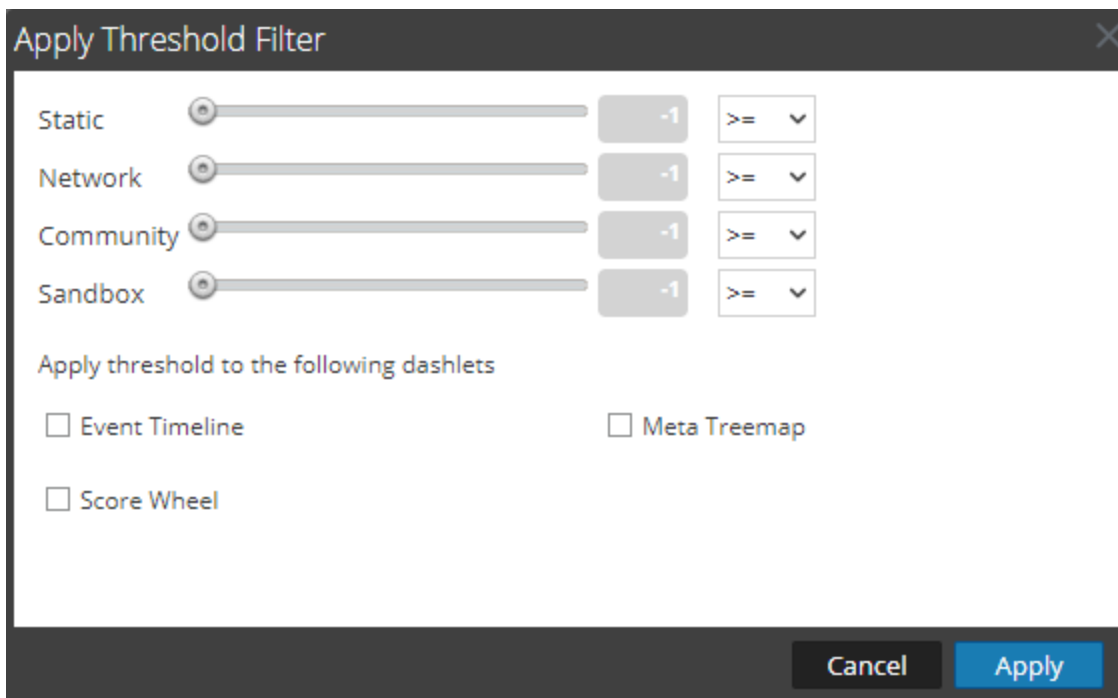 Apply Threshold Filter
Static -1 >=
Network -1 >=
Community -1 >=
Sandbox -1 >=
Apply threshold to the following dashlets
Event Timeline Meta Treemap
Score Wheel
Cancel Apply